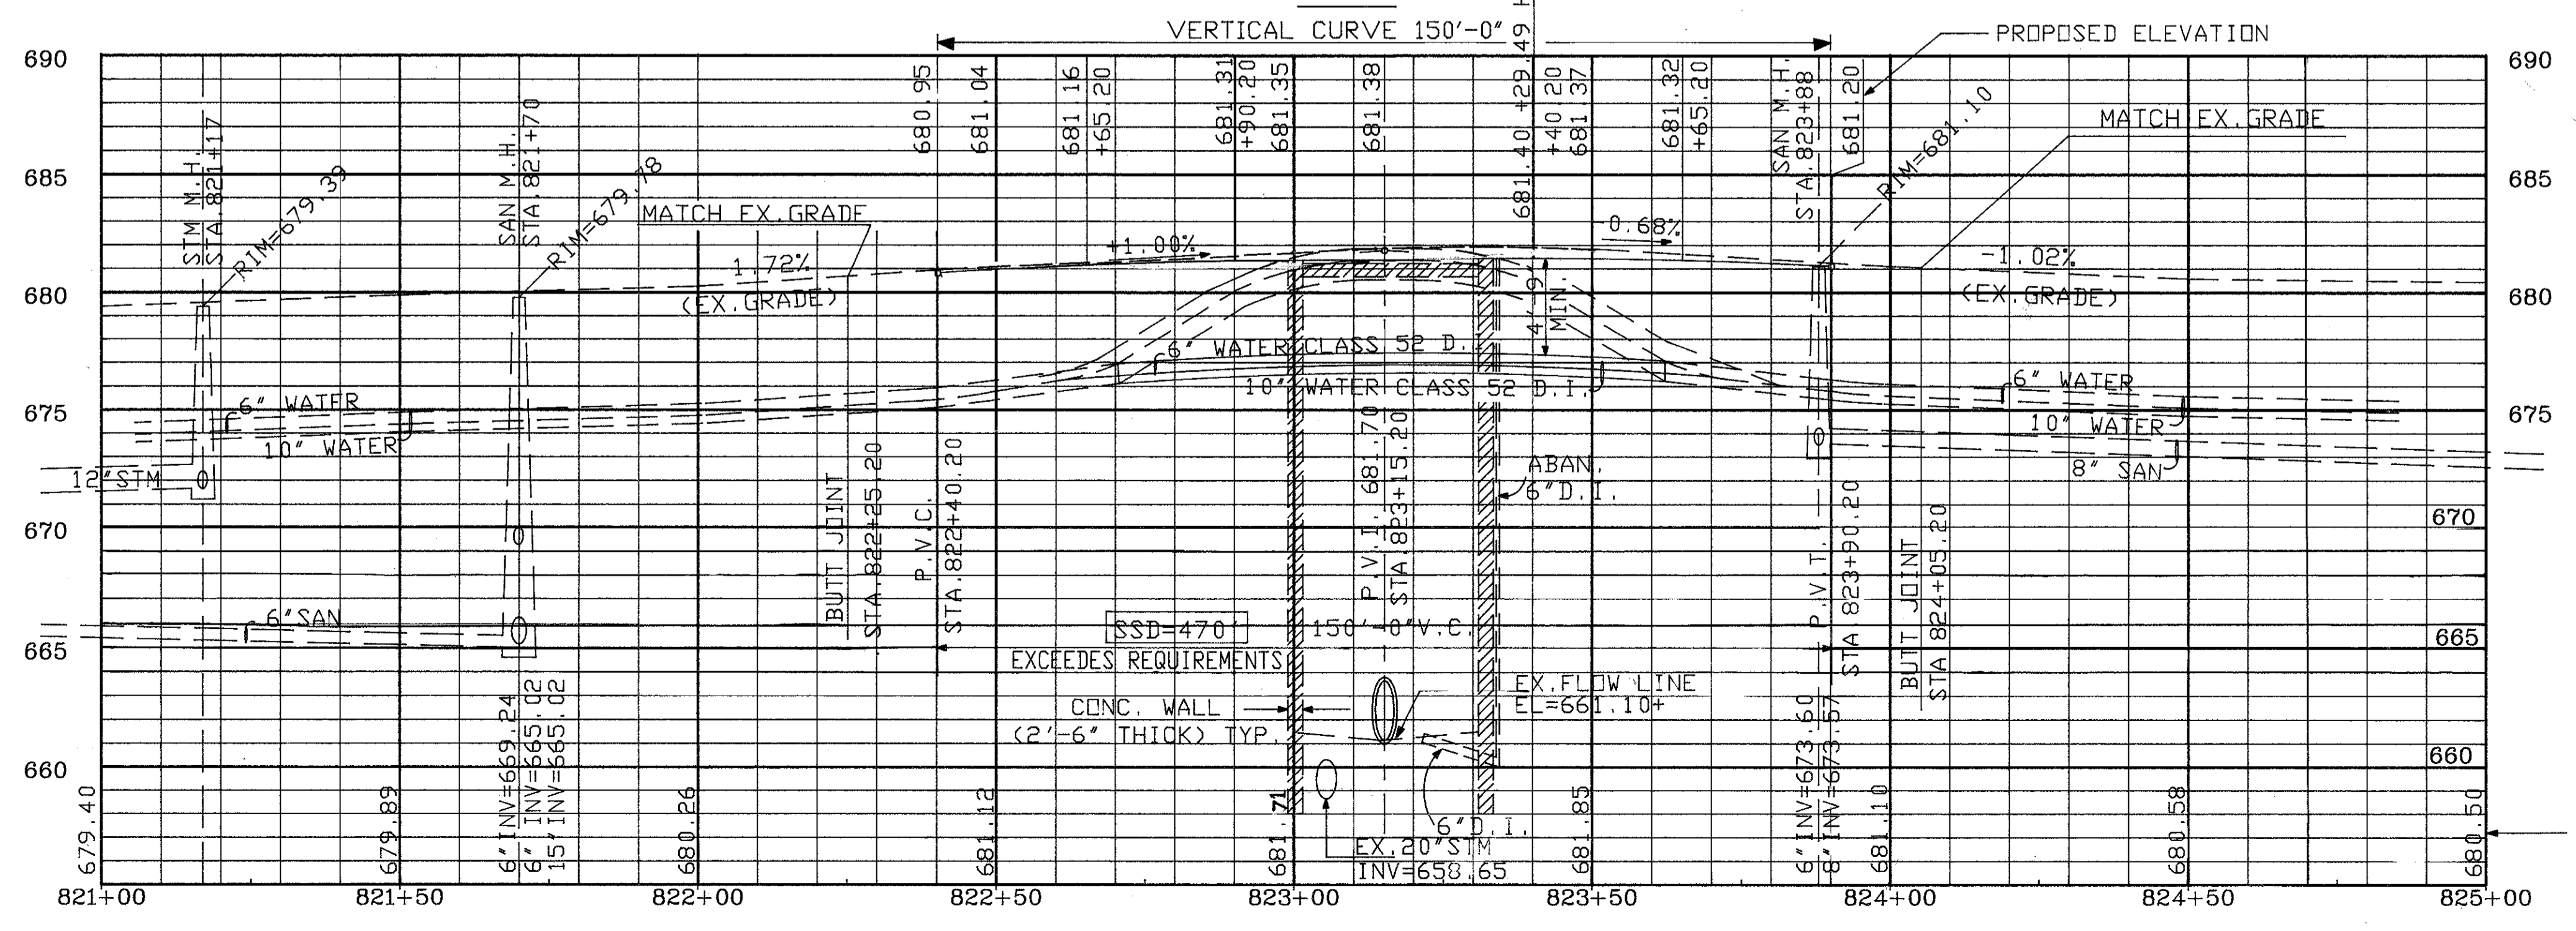 VERTICAL CURVE 150'-0"
PROPOSED ELEVATION
690
690
685
685
680
680
675
675
670
670
665
665
660
660
STM M.H.
STA.821+17
RIM=679.39
SAN M.H.
STA.821+70
RIM=679.78
MATCH EX.GRADE
1.72%
(EX.GRADE)
680.95
681.04
681.16
+65.20
681.31
+90.20
681.35
681.38
681.40 +29.49
+40.20
681.37
681.32
+65.20
SAN M.H.
STA.823+88
681.20
RIM=681.10
MATCH EX.GRADE
+1.00%
0.68%
-1.02%
(EX.GRADE)
4'-9"
MIN.
6" WATER CLASS 52 D.
10" WATER CLASS 52 D.I.
6" WATER
10" WATER
12"STM
6" WATER
10" WATER
8" SAN
ABAN.
6"D.I.
BUTT JOINT
STA.822+25.20
P.V.C.
STA.822+40.20
P.V.I. 681.70
STA.823+15.20
P.V.T.
STA 823+90.20
BUTT JOINT
STA 824+05.20
6"SAN
SSD=470'
150'-0"V.C.
EXCEEDES REQUIREMENTS
CONC. WALL
(2'-6" THICK) TYP.
EX.FLOW LINE
EL=661.10+
6"D.I.
EX.20"STM
INV=658.65
6"INV=669.24
6" INV=665.02
15"INV=665.02
6"INV=673.60
8"INV=673.57
679.40
679.89
680.26
681.12
681.71
681.85
681.10
680.58
680.50
821+00
821+50
822+00
822+50
823+00
823+50
824+00
824+50
825+00